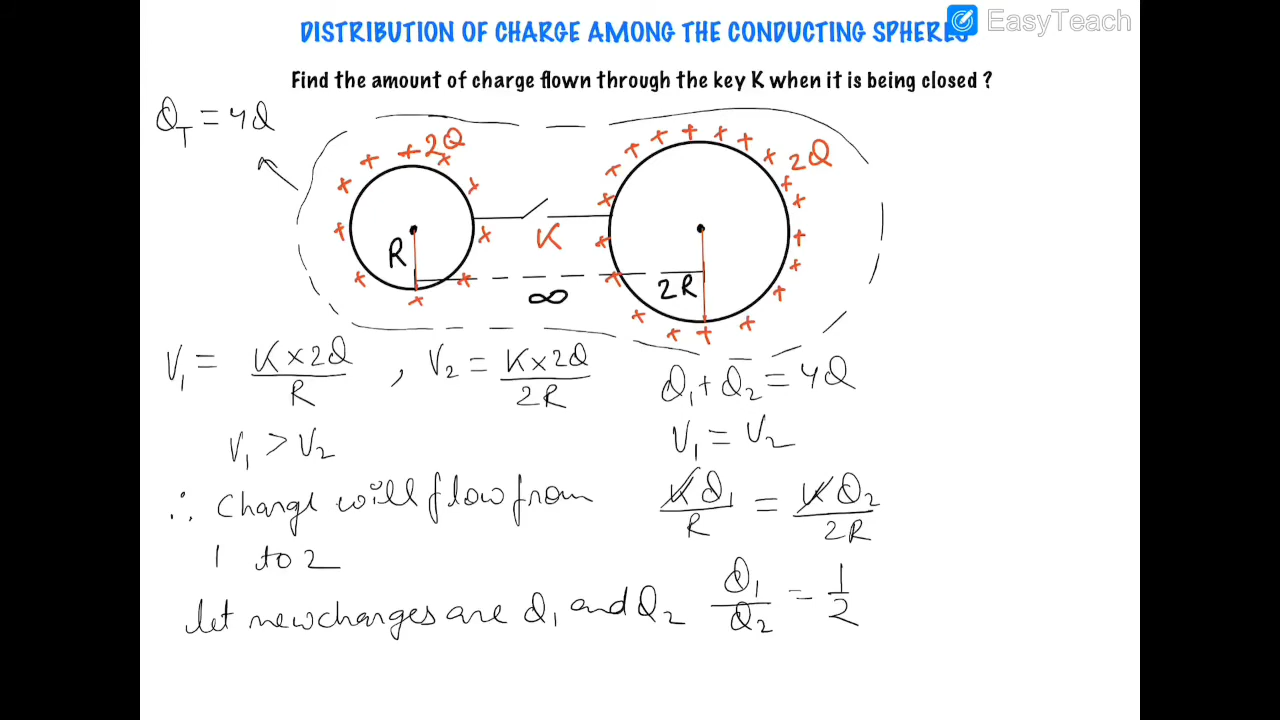 DISTRIBUTION OF CHARGE AMONG THE CONDUCTING SPHERES
EasyTeach
Find the amount of charge flown through the key K when it is being closed ?
Q_T = 4Q
2Q
2Q
K
R
∞
2R
V₁ = K×2Q/R , V₂ = K×2Q/2R
V₁ > V₂
∴ Charge will flow from
1 to 2
let new charges are Q₁ and Q₂
Q₁ + Q₂ = 4Q
V₁ = V₂
KQ₁/R = KQ₂/2R
Q₁/Q₂ = 1/2